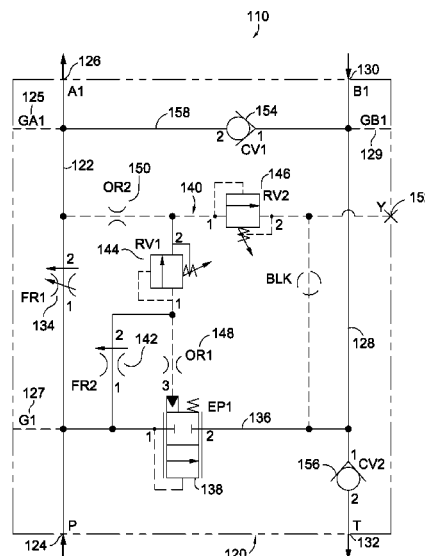 110
126
A1
130
B1
125
GA1
158
154
2
1
CV1
GB1
129
122
150
OR2
140
146
RV2
1
2
Y
152
144
RV1
2
1
BLK
2
FR1
1
134
2
142
148
OR1
FR2
1
3
128
127
G1
EP1
136
1
2
138
1
CV2
156
2
P
124
120
T
132